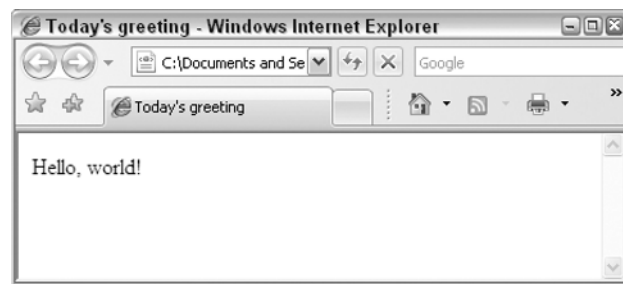 Today's greeting - Windows Internet Explorer
C:\Documents and Se
Google
Today's greeting
»
Hello, world!